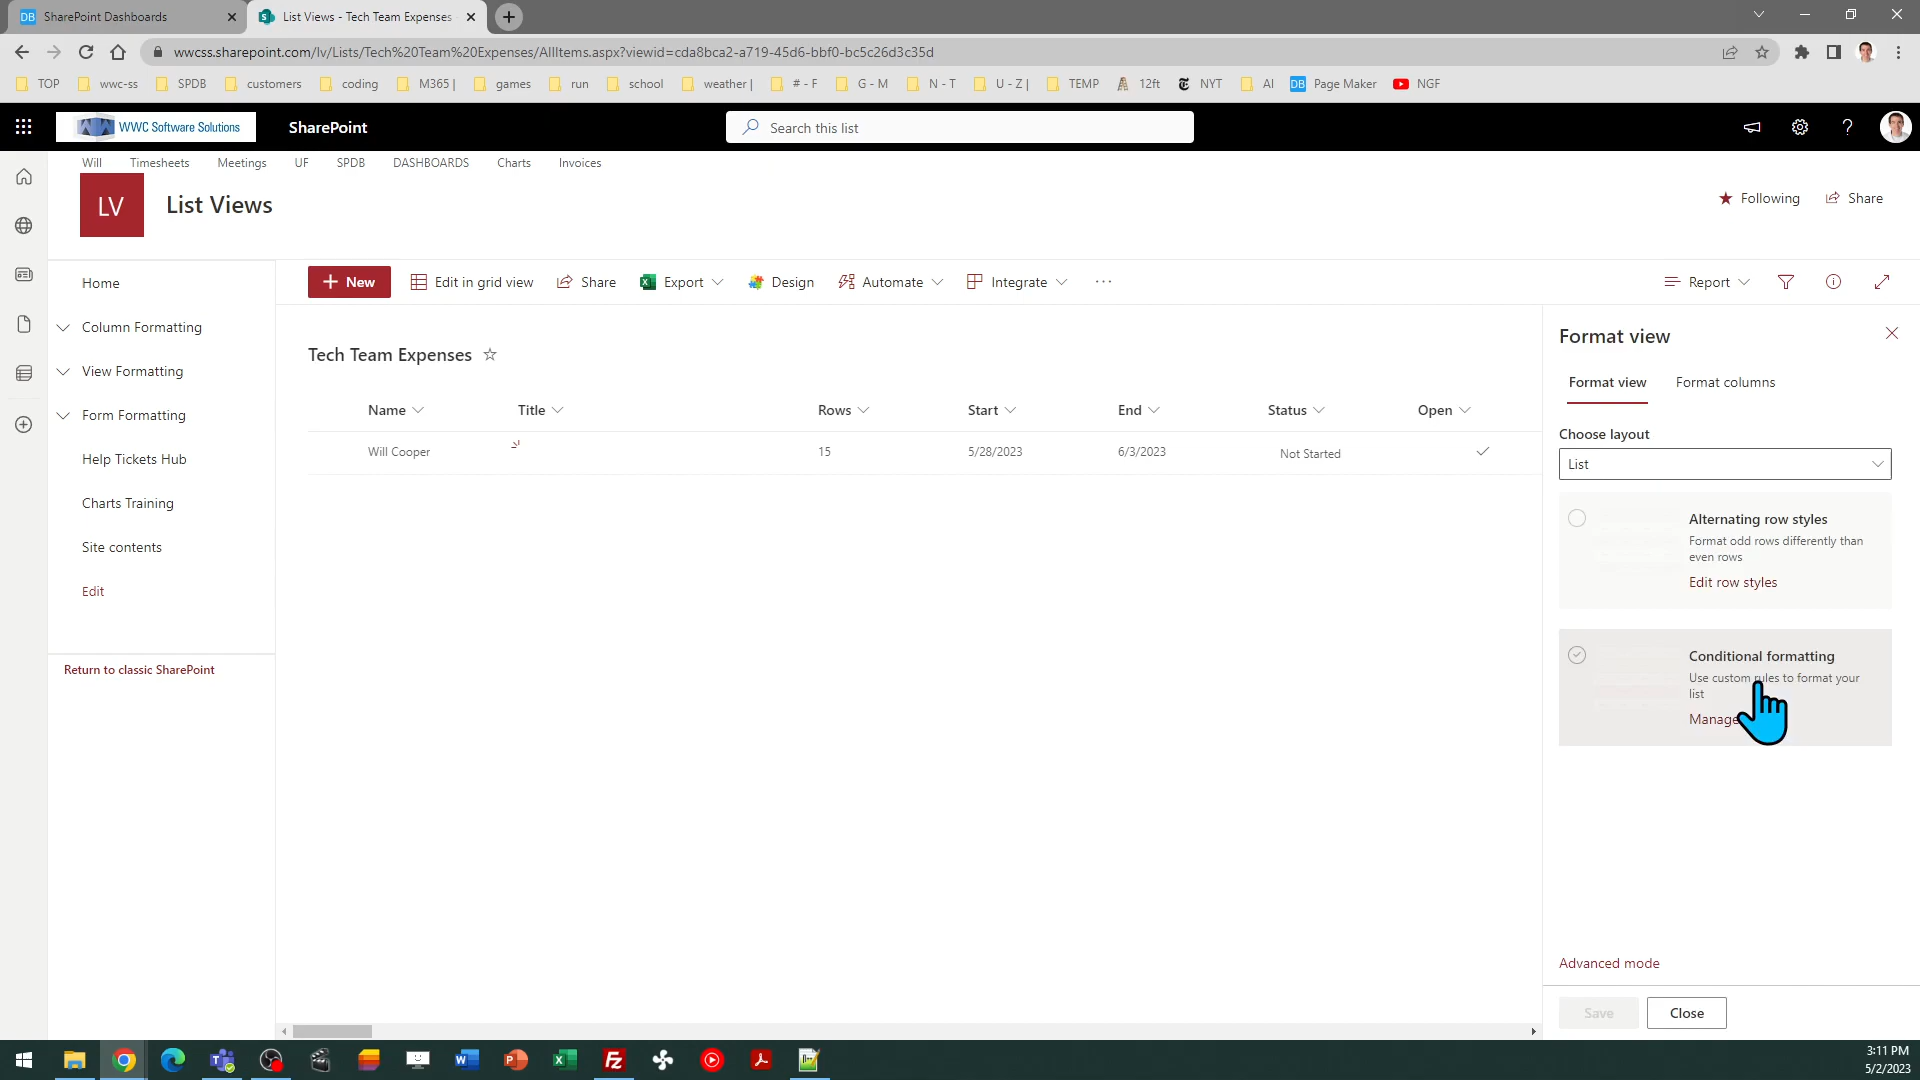 DB SharePoint Dashboards
S List Views - Tech Team Expenses
wwcss.sharepoint.com/lv/Lists/Tech%20Team%20Expenses/AllItems.aspx?viewid=cda8bca2-a719-45d6-bbf0-bc5c26d3c35d
TOP wwc-ss SPDB customers coding M365 | games run school weather | # - F G - M N - T U - Z | TEMP 12ft NYT AI DB Page Maker NGF
WWC Software Solutions SharePoint Search this list ?
Will Timesheets Meetings UF SPDB DASHBOARDS Charts Invoices
LV List Views
Following Share
Home
Column Formatting
View Formatting
Form Formatting
Help Tickets Hub
Charts Training
Site contents
Edit
Return to classic SharePoint
+ New Edit in grid view Share Export Design Automate Integrate ... Report
Tech Team Expenses
Name Title Rows Start End Status Open
Will Cooper 15 5/28/2023 6/3/2023 Not Started
Format view
Format view Format columns
Choose layout
List
Alternating row styles
Format odd rows differently than
even rows
Edit row styles
Conditional formatting
Use custom rules to format your
list
Manage
Advanced mode
Save Close
3:11 PM
5/2/2023